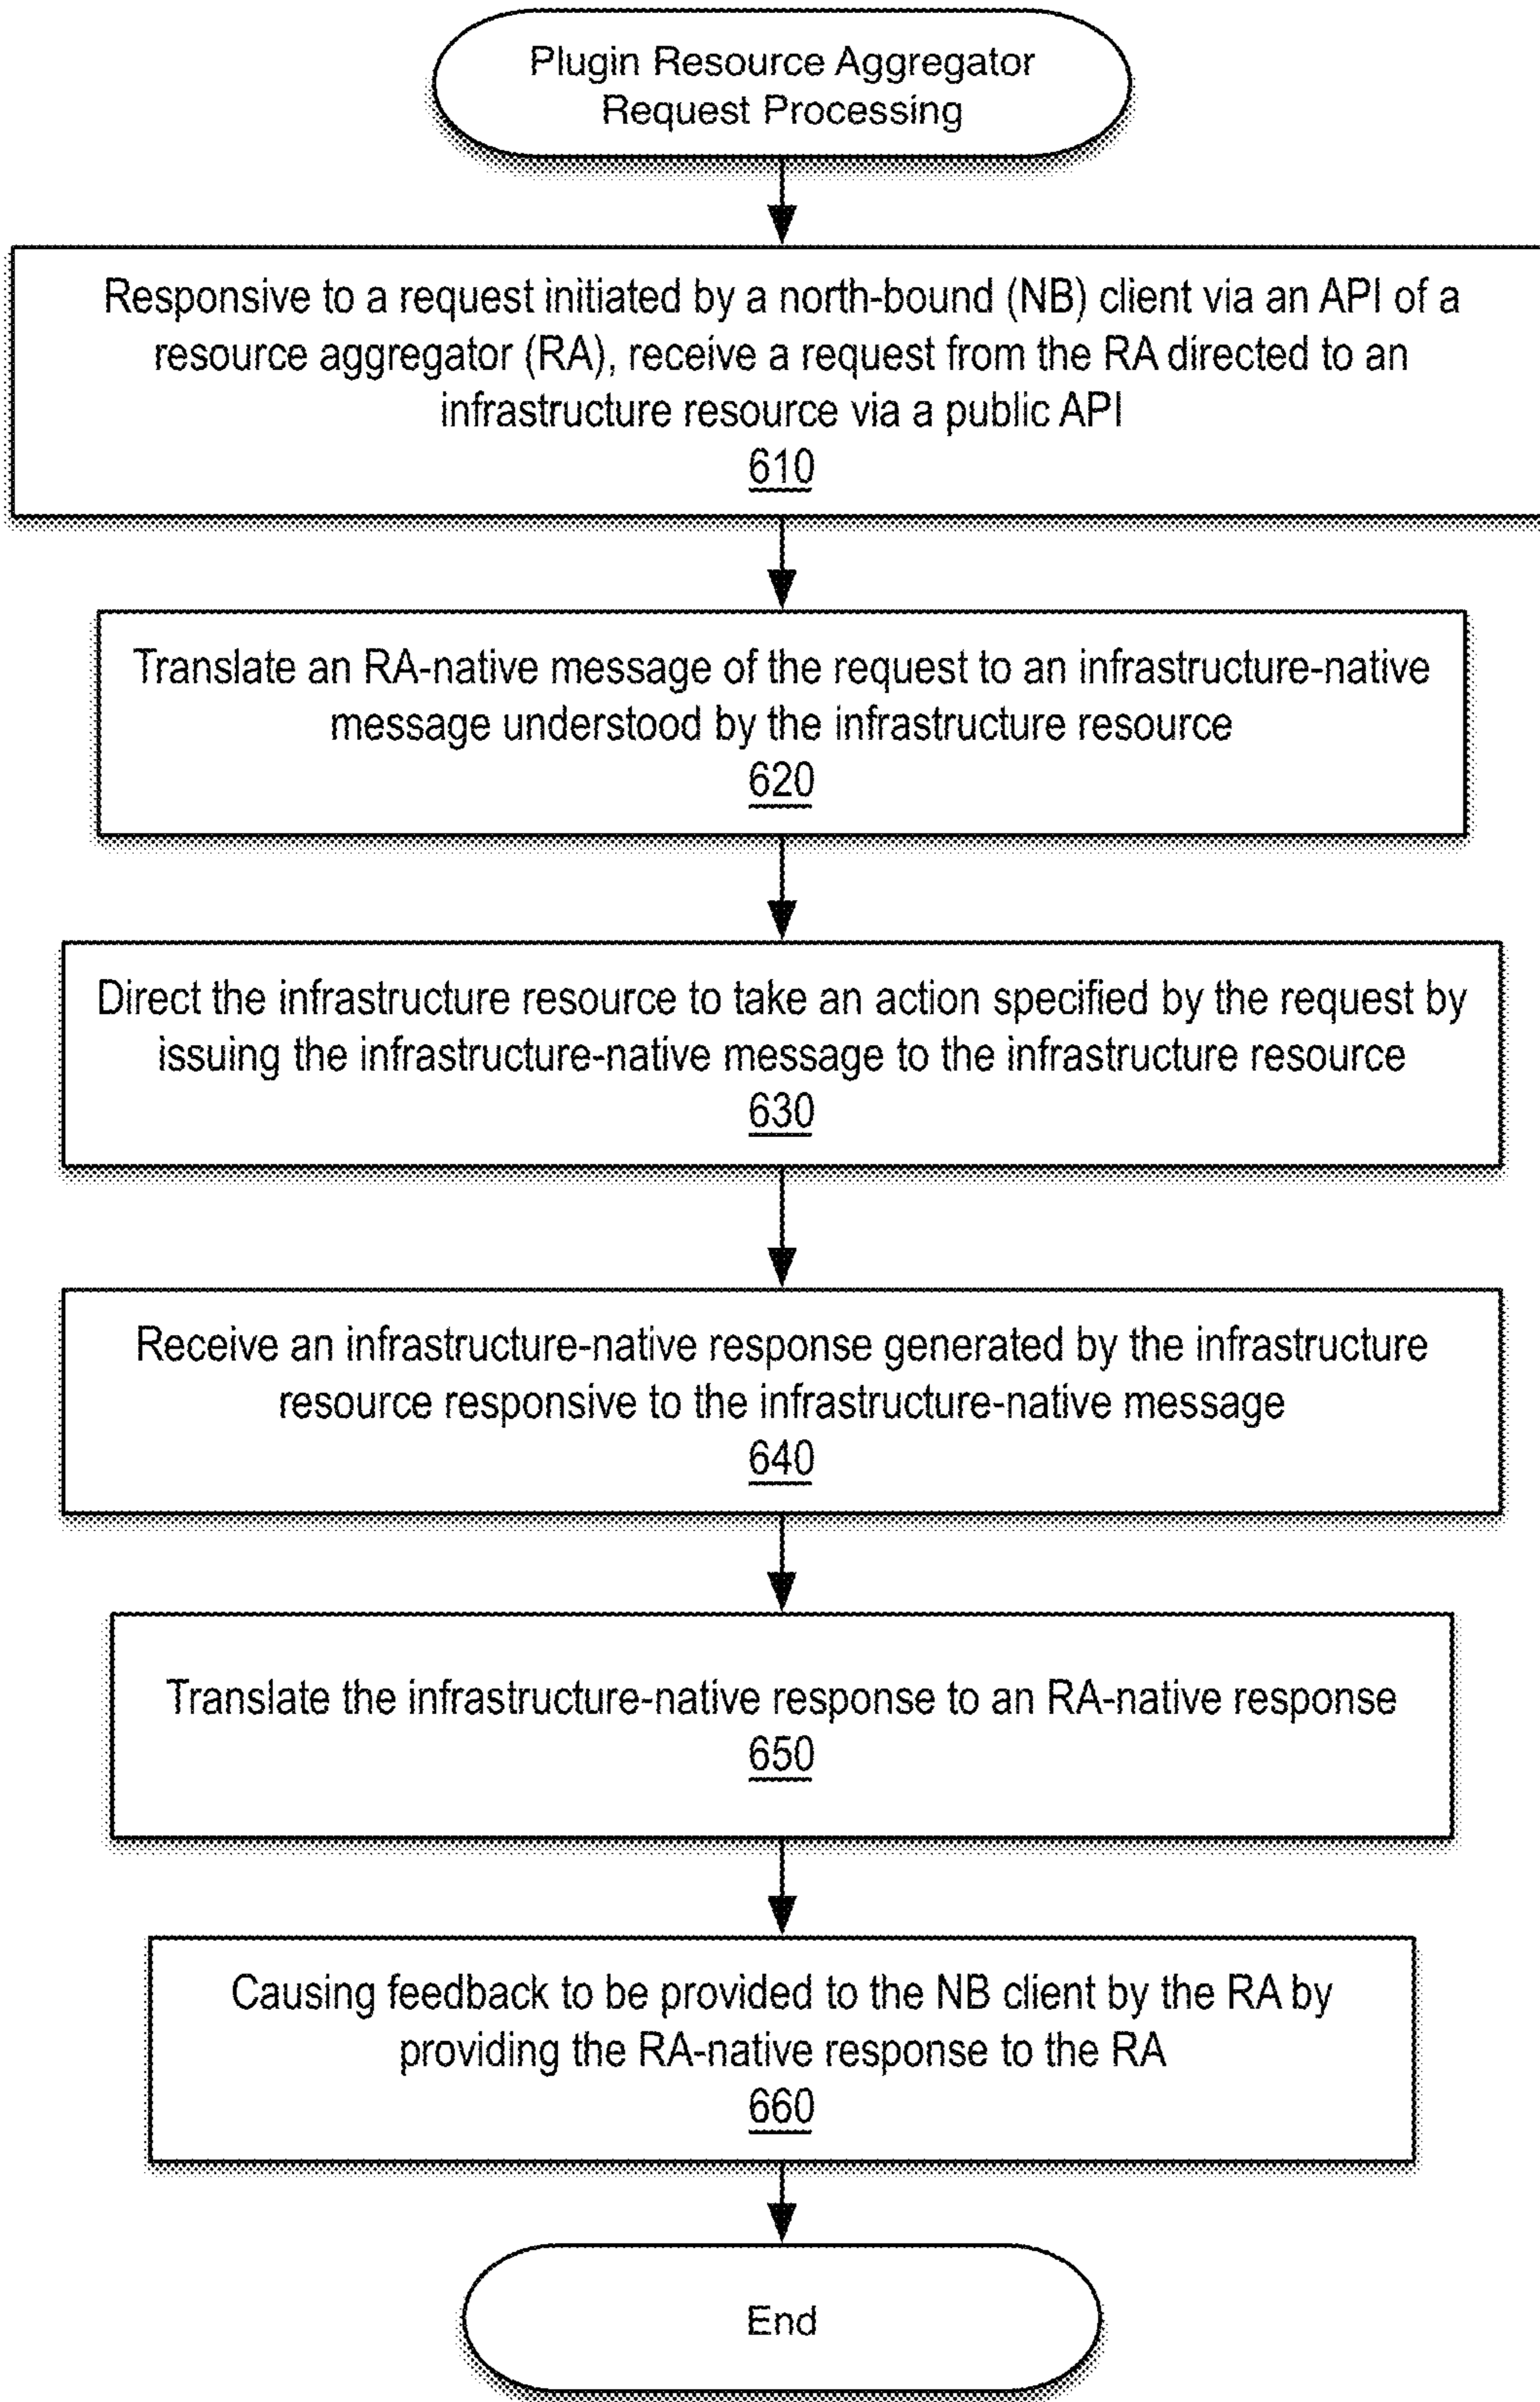 Plugin Resource Aggregator
Request Processing
Responsive to a request initiated by a north-bound (NB) client via an API of a
resource aggregator (RA), receive a request from the RA directed to an
infrastructure resource via a public API
610
Translate an RA-native message of the request to an infrastructure-native
message understood by the infrastructure resource
620
Direct the infrastructure resource to take an action specified by the request by
issuing the infrastructure-native message to the infrastructure resource
630
Receive an infrastructure-native response generated by the infrastructure
resource responsive to the infrastructure-native message
640
Translate the infrastructure-native response to an RA-native response
650
Causing feedback to be provided to the NB client by the RA by
providing the RA-native response to the RA
660
End